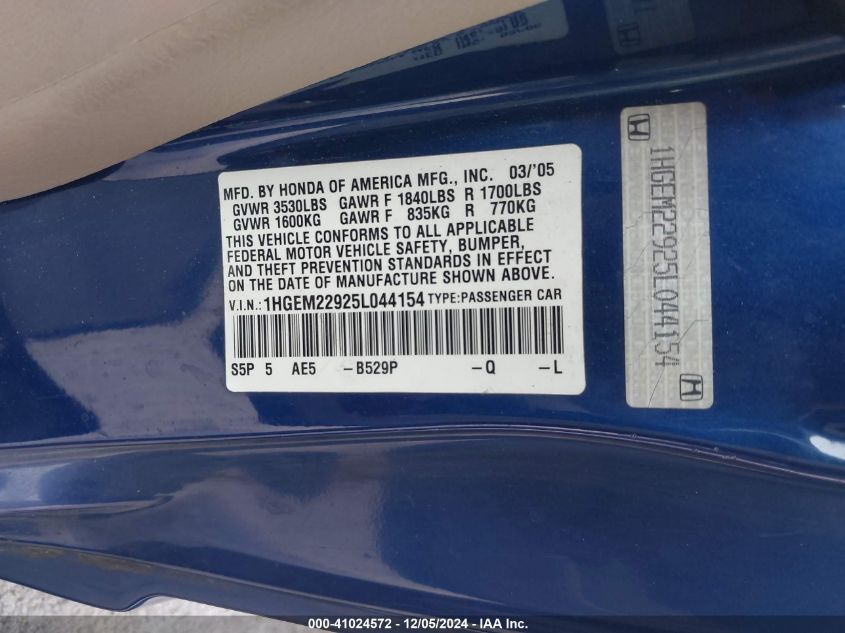 MFD. BY HONDA OF AMERICA MFG., INC. 03/'05
GVWR 3530LBS GAWR F 1840LBS R 1700LBS
GVWR 1600KG GAWR F 835KG R 770KG
THIS VEHICLE CONFORMS TO ALL APPLICABLE
FEDERAL MOTOR VEHICLE SAFETY, BUMPER,
AND THEFT PREVENTION STANDARDS IN EFFECT
ON THE DATE OF MANUFACTURE SHOWN ABOVE.
V.I.N.: 1HGEM22925L044154 TYPE: PASSENGER CAR
S5P 5 AE5 -B529P -Q -L
1HGEM22925L044154
000-41024572 - 12/05/2024 - IAA Inc.